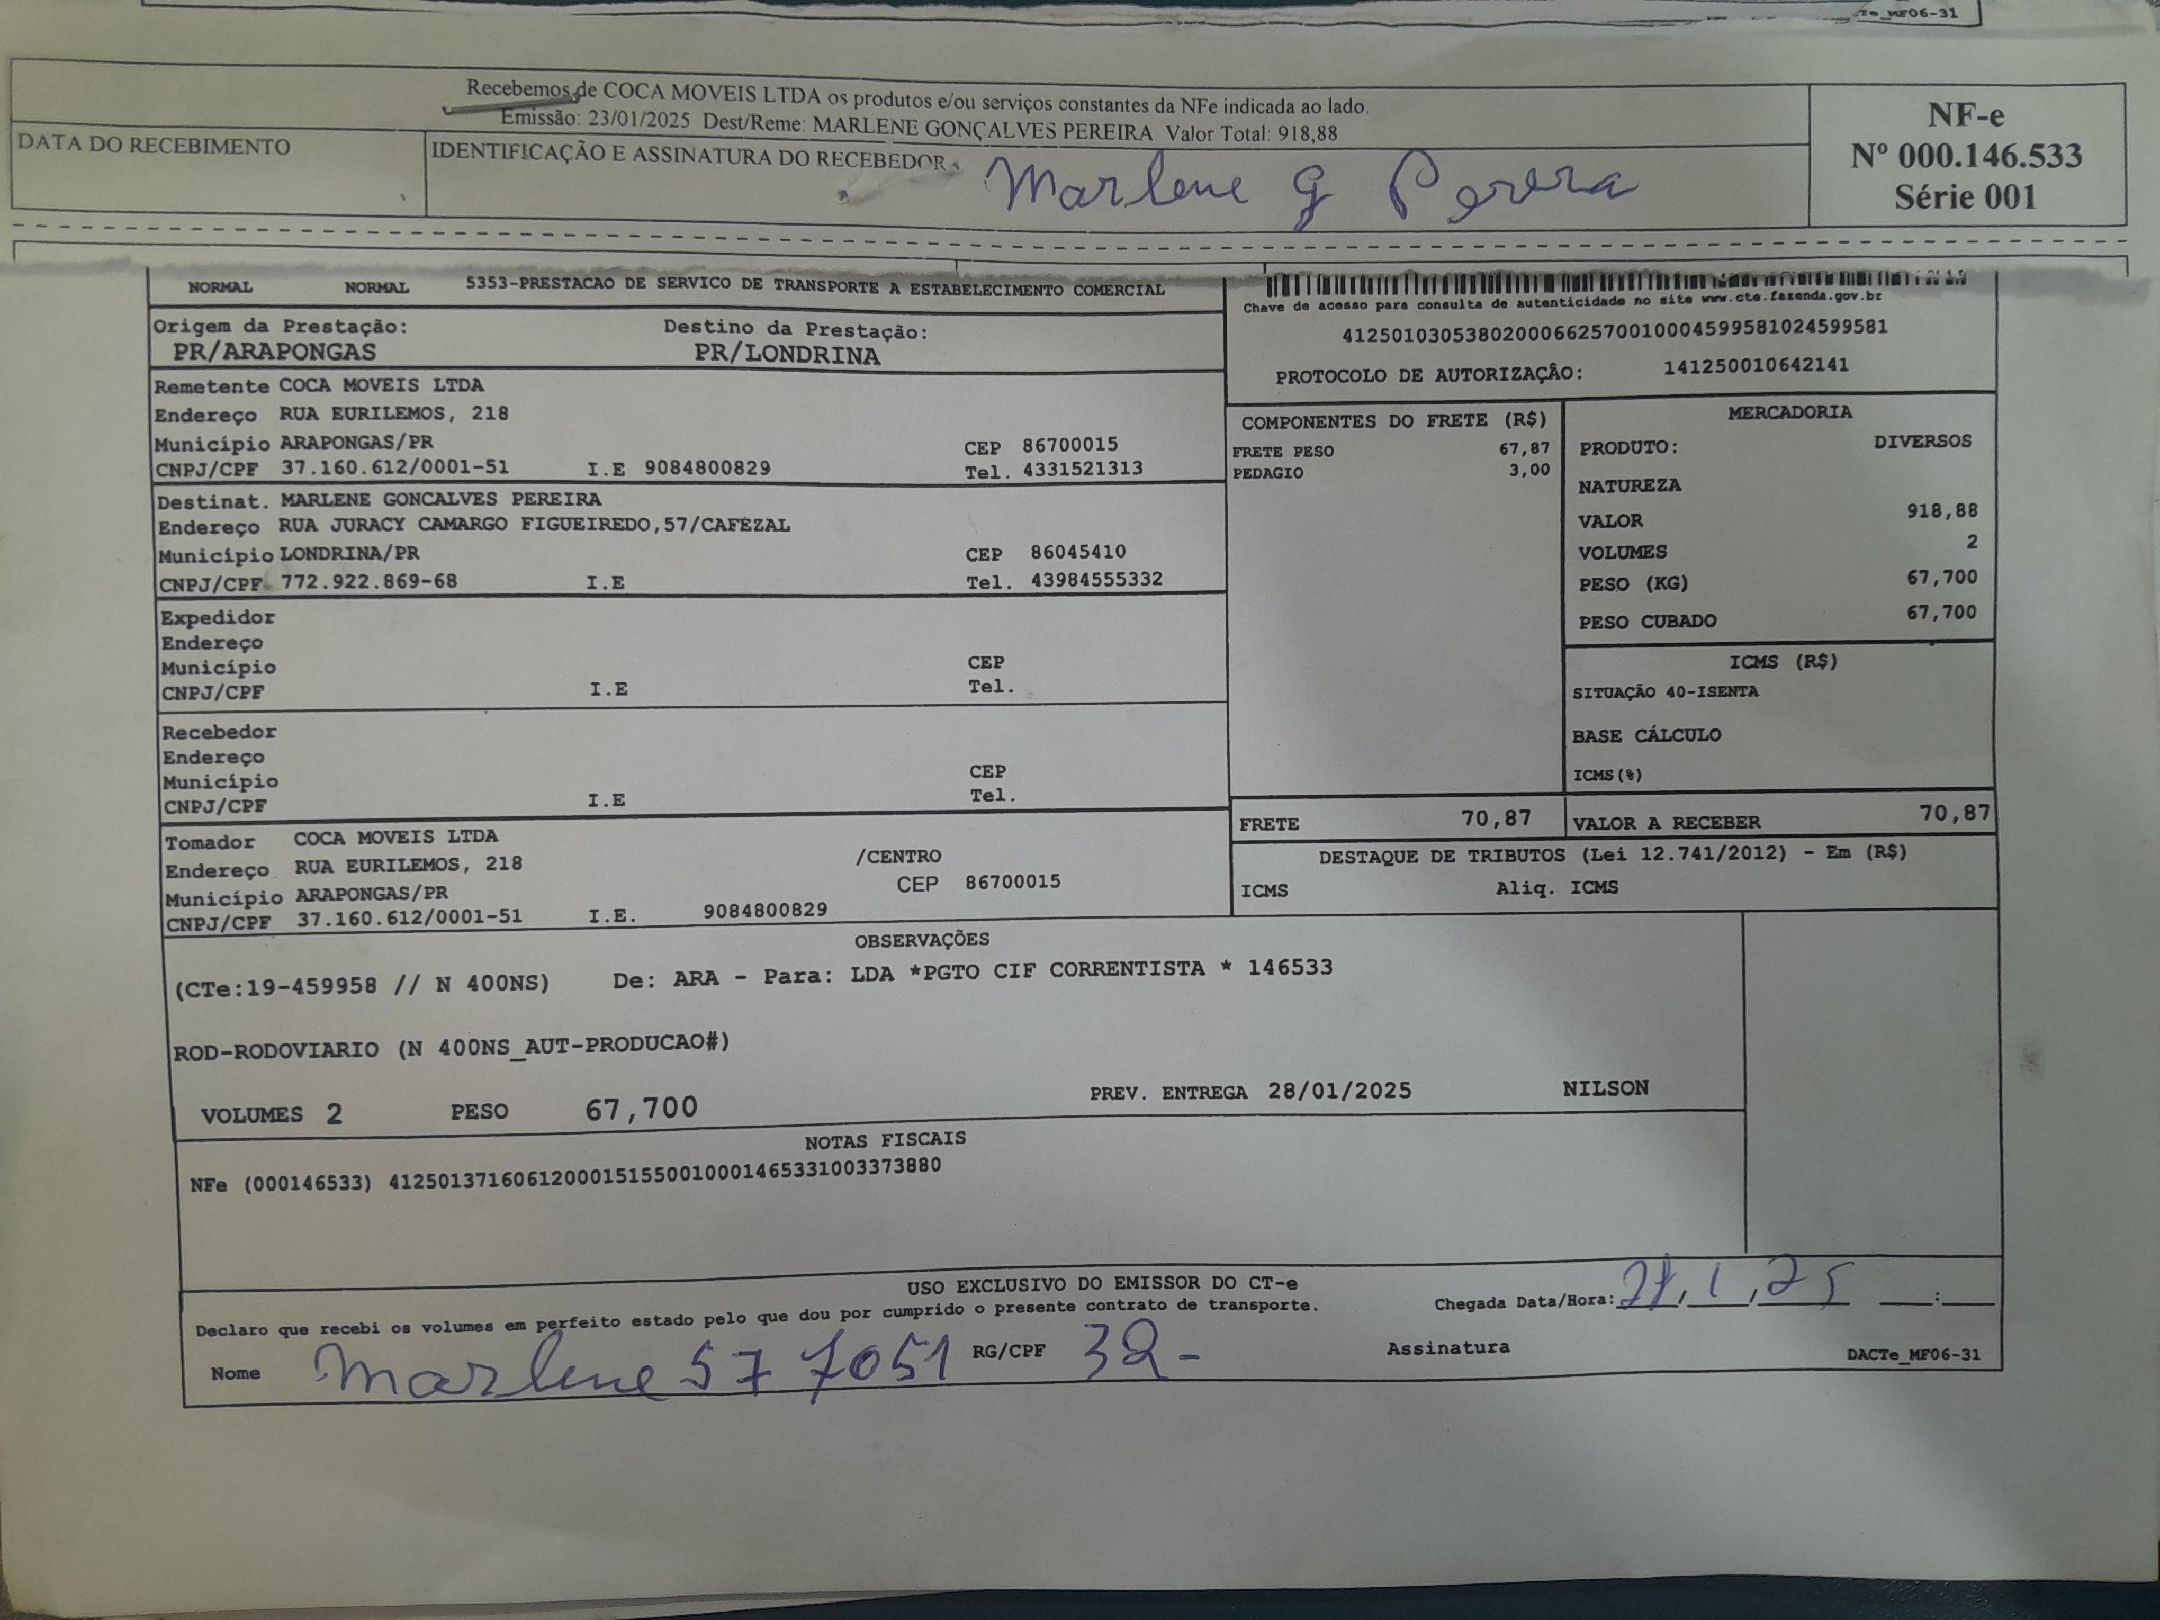 CTe_MF06-31
Recebemos de COCA MOVEIS LTDA os produtos e/ou serviços constantes da NFe indicada ao lado.
Emissão: 23/01/2025 Dest/Reme: MARLENE GONÇALVES PEREIRA Valor Total: 918,88
DATA DO RECEBIMENTO
IDENTIFICAÇÃO E ASSINATURA DO RECEBEDOR
Marlene g Perera
NF-e
Nº 000.146.533
Série 001
NORMAL NORMAL 5353-PRESTACAO DE SERVICO DE TRANSPORTE A ESTABELECIMENTO COMERCIAL
Chave de acesso para consulta de autenticidade no site www.cte.fazenda.gov.br
41250103053802000662570010004599581024599581
PROTOCOLO DE AUTORIZAÇÃO: 141250010642141
Origem da Prestação: Destino da Prestação:
PR/ARAPONGAS PR/LONDRINA
Remetente COCA MOVEIS LTDA
Endereço RUA EURILEMOS, 218
Município ARAPONGAS/PR CEP 86700015
CNPJ/CPF 37.160.612/0001-51 I.E 9084800829 Tel. 4331521313
Destinat. MARLENE GONCALVES PEREIRA
Endereço RUA JURACY CAMARGO FIGUEIREDO,57/CAFEZAL
Município LONDRINA/PR CEP 86045410
CNPJ/CPF 772.922.869-68 I.E Tel. 43984555332
Expedidor
Endereço
Município CEP
CNPJ/CPF I.E Tel.
Recebedor
Endereço
Município CEP
CNPJ/CPF I.E Tel.
Tomador COCA MOVEIS LTDA
Endereço RUA EURILEMOS, 218 /CENTRO
Município ARAPONGAS/PR CEP 86700015
CNPJ/CPF 37.160.612/0001-51 I.E. 9084800829
COMPONENTES DO FRETE (R$)
FRETE PESO 67,87
PEDAGIO 3,00
MERCADORIA
PRODUTO: DIVERSOS
NATUREZA
VALOR 918,88
VOLUMES 2
PESO (KG) 67,700
PESO CUBADO 67,700
ICMS (R$)
SITUAÇÃO 40-ISENTA
BASE CÁLCULO
ICMS(%)
FRETE 70,87 VALOR A RECEBER 70,87
DESTAQUE DE TRIBUTOS (Lei 12.741/2012) - Em (R$)
ICMS Aliq. ICMS
OBSERVAÇÕES
(CTe:19-459958 // N 400NS) De: ARA - Para: LDA *PGTO CIF CORRENTISTA * 146533
ROD-RODOVIARIO (N 400NS_AUT-PRODUCAO#)
VOLUMES 2 PESO 67,700 PREV. ENTREGA 28/01/2025 NILSON
NOTAS FISCAIS
NFe (000146533) 41250137160612000151550010001465331003373880
USO EXCLUSIVO DO EMISSOR DO CT-e
Declaro que recebi os volumes em perfeito estado pelo que dou por cumprido o presente contrato de transporte.
Chegada Data/Hora: , 1 , 25 :
Nome Marlene 57 7051 RG/CPF 32- Assinatura
DACTe_MF06-31